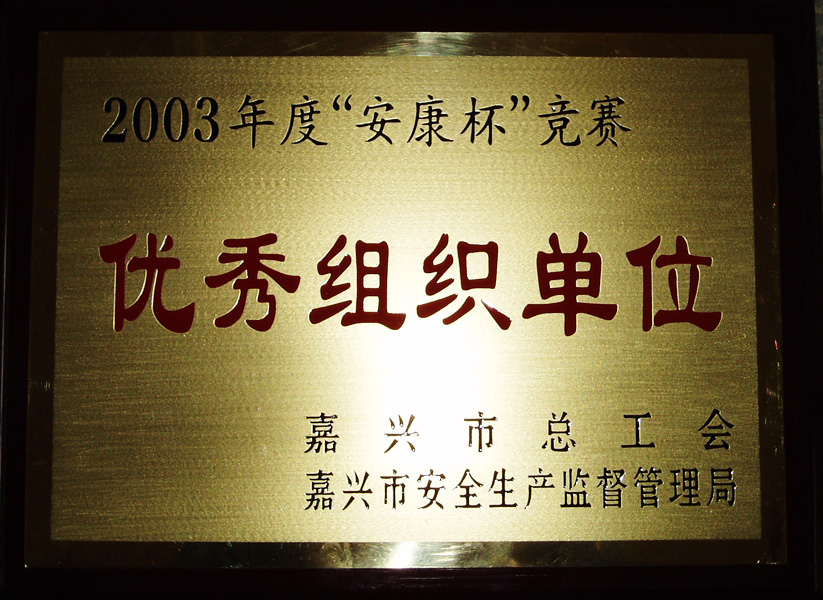 2003年度“安康杯”竞赛
优秀组织单位
嘉兴市总工会
嘉兴市安全生产监督管理局